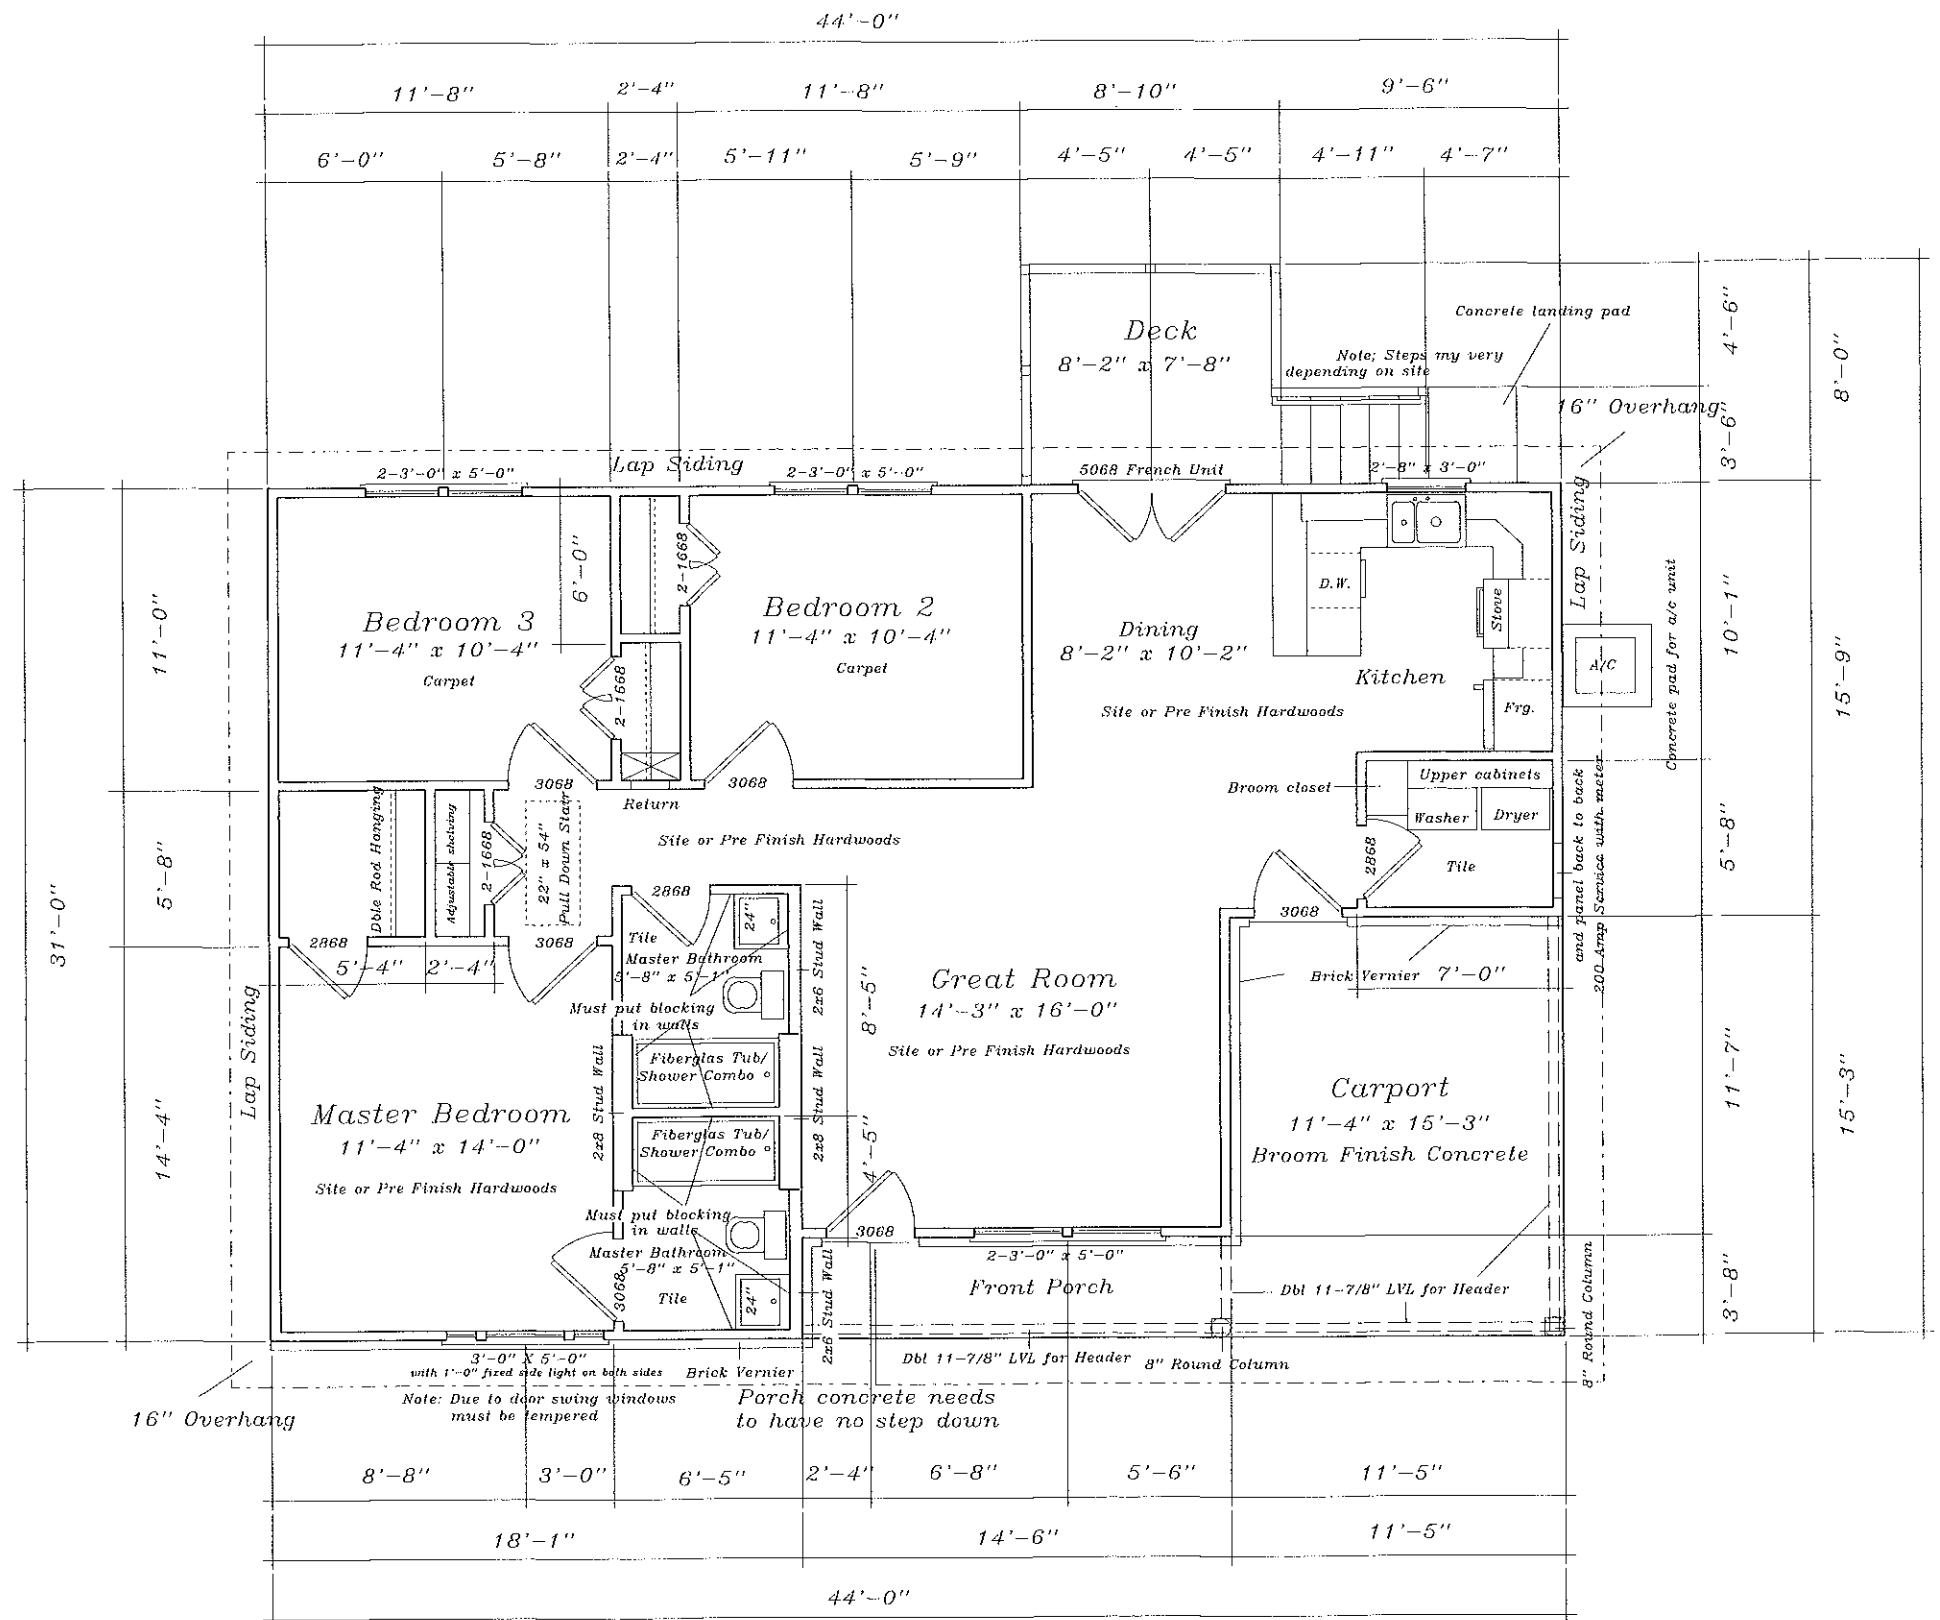 44'-0"
11'-8" 2'-4" 11'-8" 8'-10" 9'-6"
6'-0" 5'-8" 2'-4" 5'-11" 5'-9" 4'-5" 4'-5" 4'-11" 4'-7"
Deck
8'-2" x 7'-8"
Concrete landing pad
Note; Steps my very
depending on site
4'-6"
8'-0"
3'-6"
16" Overhang
2-3'-0" x 5'-0"
Lap Siding
2-3'-0" x 5'-0"
5068 French Unit
2'-8" x 3'-0"
Lap Siding
6'-0"
2-1668
D.W.
Stove
Bedroom 3
11'-4" x 10'-4"
Carpet
Bedroom 2
11'-4" x 10'-4"
Carpet
Dining
8'-2" x 10'-2"
Kitchen
Site or Pre Finish Hardwoods
Frg.
A/C
Concrete pad for a/c unit
11'-0"
10'-1"
15'-9"
2-1668
3068
Return
3068
Broom closet
Upper cabinets
Washer
Dryer
2868
Tile
Dble Rod Hanging
Adjustable shelving
2-1668
22" x 54"
Pull Down Stair
Site or Pre Finish Hardwoods
5'-8"
5'-8"
and panel back to back
200 Amp Service with meter
31'-0"
2868
5'-4" 2'-4"
3068
2868
24"
Tile
Master Bathroom
5'-8" x 5'-1"
Must put blocking
in walls
2x6 Stud Wall
8'-5"
Great Room
14'-3" x 16'-0"
Site or Pre Finish Hardwoods
3068
Brick Vernier 7'-0"
Lap Siding
Fiberglas Tub/
Shower Combo
2x8 Stud Wall
2x8 Stud Wall
Fiberglas Tub/
Shower Combo
4'-5"
Master Bedroom
11'-4" x 14'-0"
Site or Pre Finish Hardwoods
14'-4"
Carport
11'-4" x 15'-3"
Broom Finish Concrete
11'-7"
15'-3"
Must put blocking
in walls
Master Bathroom
5'-8" x 5'-1"
Tile
3068
24"
2x6 Stud Wall
3068
2-3'-0" x 5'-0"
Front Porch
Dbl 11-7/8" LVL for Header
8" Round Column
3'-8"
3'-0" X 5'-0"
with 1'-0" fixed side light on both sides
Brick Vernier
Dbl 11-7/8" LVL for Header
8" Round Column
Note: Due to door swing windows
must be tempered
Porch concrete needs
to have no step down
16" Overhang
8'-8" 3'-0" 6'-5" 2'-4" 6'-8" 5'-6" 11'-5"
18'-1" 14'-6" 11'-5"
44'-0"